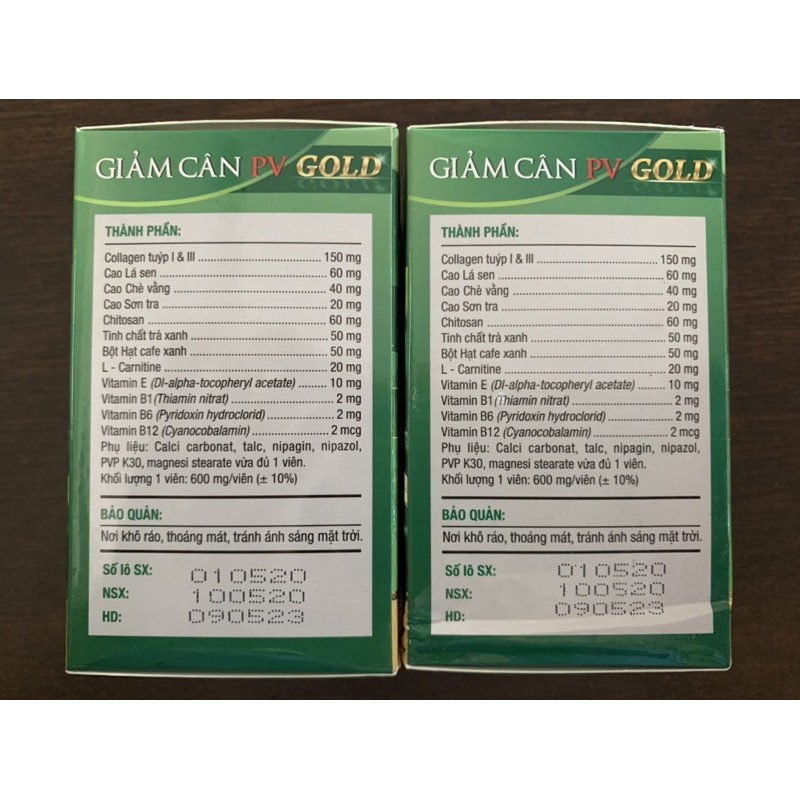 GIẢM CÂN PV GOLD
THÀNH PHẦN:
Collagen tuýp I & III ........ 150 mg
Cao Lá sen ........ 60 mg
Cao Chè vằng ........ 40 mg
Cao Sơn tra ........ 20 mg
Chitosan ........ 60 mg
Tinh chất trà xanh ........ 50 mg
Bột Hạt cafe xanh ........ 50 mg
L - Carnitine ........ 20 mg
Vitamin E (Dl-alpha-tocopheryl acetate) ........ 10 mg
Vitamin B1(Thiamin nitrat) ........ 2 mg
Vitamin B6 (Pyridoxin hydroclorid) ........ 2 mg
Vitamin B12 (Cyanocobalamin) ........ 2 mcg
Phụ liệu: Calci carbonat, talc, nipagin, nipazol,
PVP K30, magnesi stearate vừa đủ 1 viên.
Khối lượng 1 viên: 600 mg/viên (± 10%)
BẢO QUẢN:
Nơi khô ráo, thoáng mát, tránh ánh sáng mặt trời.
Số lô SX: 010520
NSX: 100520
HD: 090523
GIẢM CÂN PV GOLD
THÀNH PHẦN:
Collagen tuýp I & III ........ 150 mg
Cao Lá sen ........ 60 mg
Cao Chè vằng ........ 40 mg
Cao Sơn tra ........ 20 mg
Chitosan ........ 60 mg
Tinh chất trà xanh ........ 50 mg
Bột Hạt cafe xanh ........ 50 mg
L - Carnitine ........ 20 mg
Vitamin E (Dl-alpha-tocopheryl acetate) ........ 10 mg
Vitamin B1(Thiamin nitrat) ........ 2 mg
Vitamin B6 (Pyridoxin hydroclorid) ........ 2 mg
Vitamin B12 (Cyanocobalamin) ........ 2 mcg
Phụ liệu: Calci carbonat, talc, nipagin, nipazol,
PVP K30, magnesi stearate vừa đủ 1 viên.
Khối lượng 1 viên: 600 mg/viên (± 10%)
BẢO QUẢN:
Nơi khô ráo, thoáng mát, tránh ánh sáng mặt trời.
Số lô SX: 010520
NSX: 100520
HD: 090523